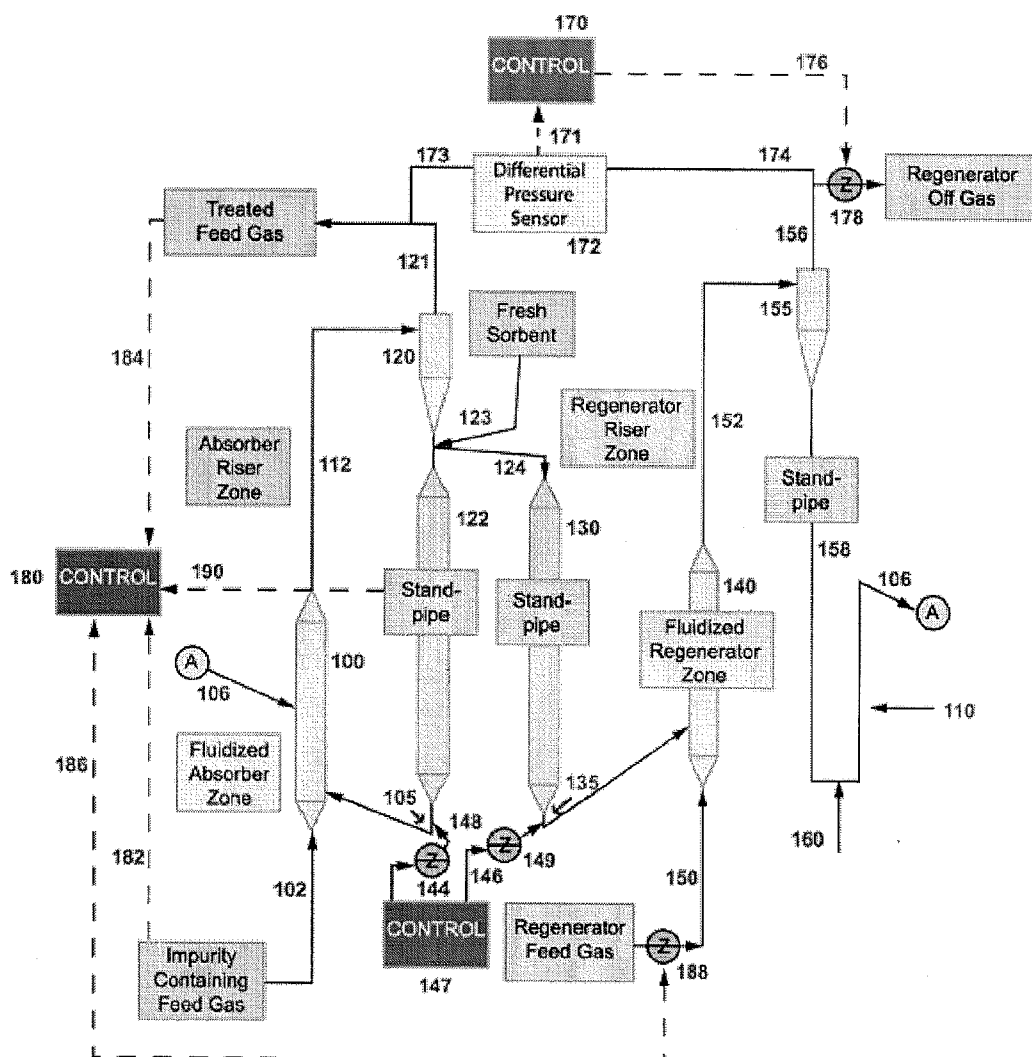 170
CONTROL
176
171
173
174
Differential
Pressure
Sensor
172
Treated
Feed Gas
Z
178
Regenerator
Off Gas
121
156
155
Fresh
Sorbent
120
184
123
Regenerator
Riser
Zone
152
Absorber
Riser
Zone
112
124
Stand-
pipe
122
130
158
180
CONTROL
190
Stand-
pipe
Stand-
pipe
140
106
A
100
Fluidized
Regenerator
Zone
A
106
110
186
Fluidized
Absorber
Zone
105
148
135
160
182
Z
Z
149
102
144
146
150
CONTROL
147
Regenerator
Feed Gas
Z
188
Impurity
Containing
Feed Gas